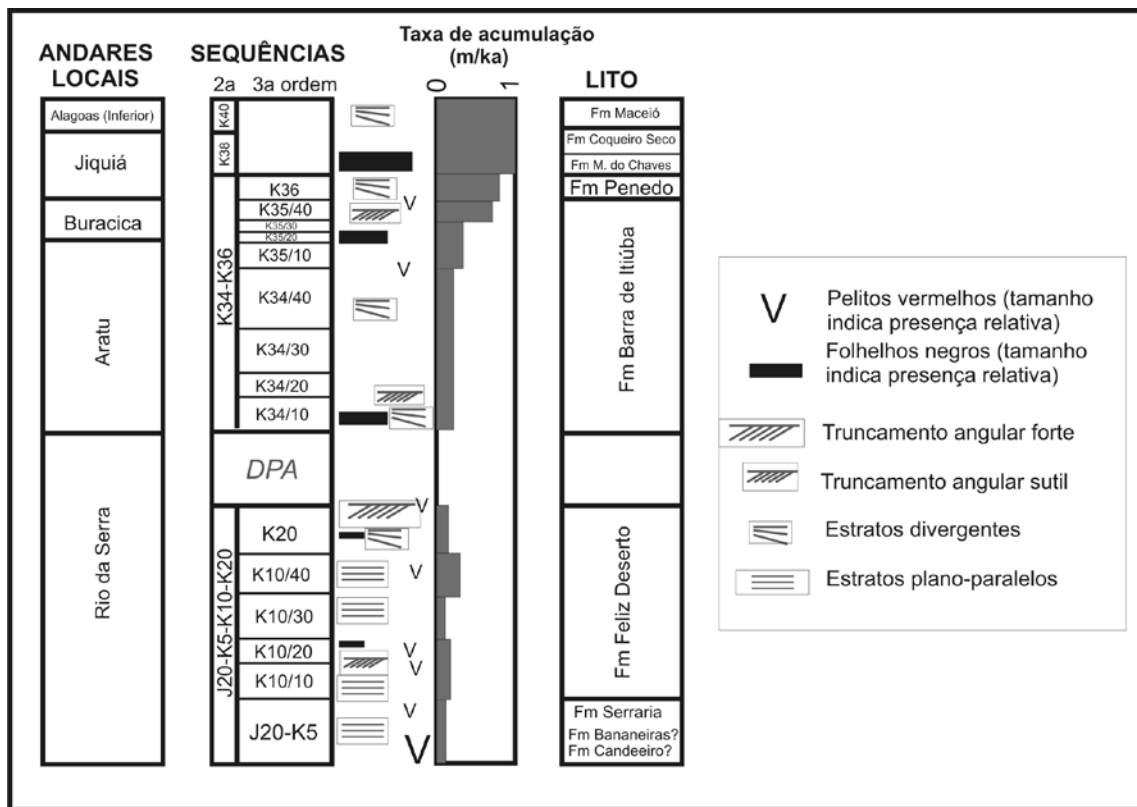 ANDARES
LOCAIS
Alagoas (Inferior)
Jiquiá
Buracica
Aratu
Rio da Serra
SEQUÊNCIAS
2a 3a ordem
K40
K38
K34-K36
K36
K35/40
K35/30
K35/20
K35/10
K34/40
K34/30
K34/20
K34/10
DPA
J20-K5-K10-K20
K20
K10/40
K10/30
K10/20
K10/10
J20-K5
V
V
V
V
V
V
V
V
Taxa de acumulação
(m/ka)
0 1
LITO
Fm Maceió
Fm Coqueiro Seco
Fm M. do Chaves
Fm Penedo
Fm Barra de Itiúba
Fm Feliz Deserto
Fm Serraria
Fm Bananeiras?
Fm Candeeiro?
V Pelitos vermelhos (tamanho
indica presença relativa)
Folhelhos negros (tamanho
indica presença relativa)
Truncamento angular forte
Truncamento angular sutil
Estratos divergentes
Estratos plano-paralelos